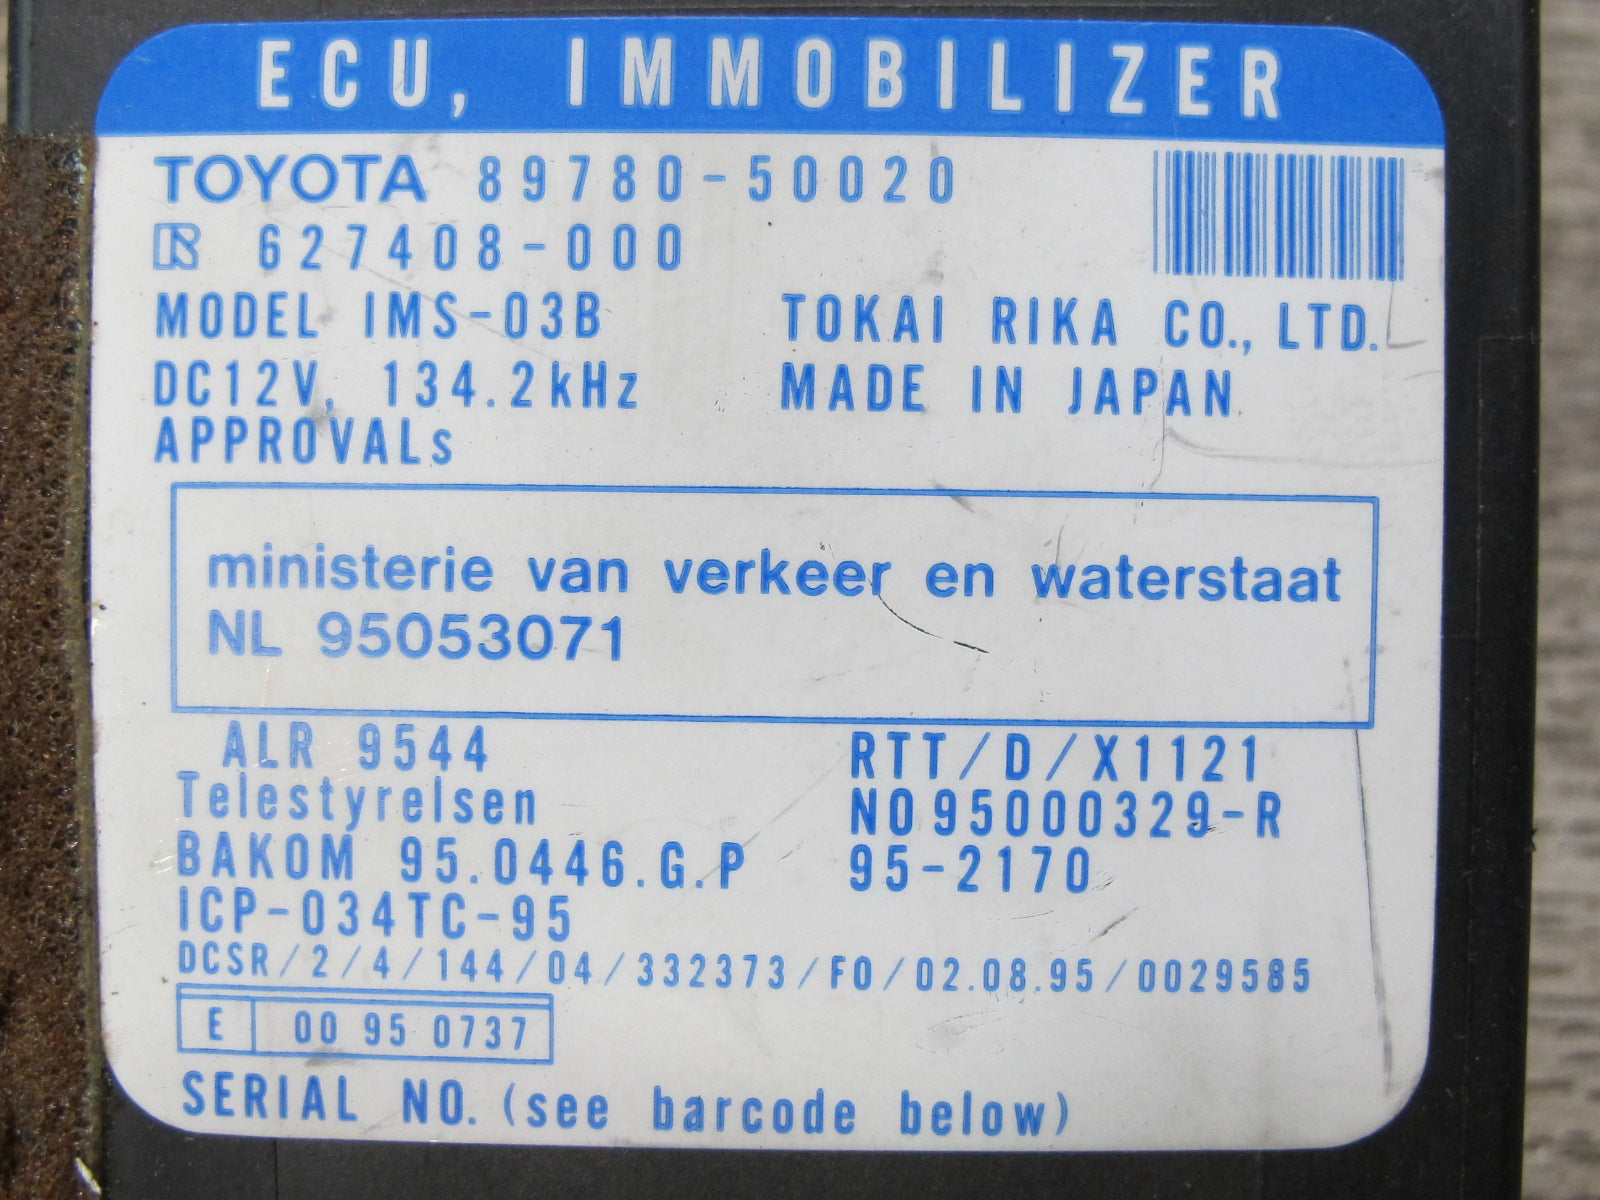 ECU, IMMOBILIZER
TOYOTA 89780-50020
627408-000
MODEL IMS-03B
TOKAI RIKA CO., LTD.
DC12V, 134.2kHz
MADE IN JAPAN
APPROVALs
ministerie van verkeer en waterstaat
NL 95053071
ALR 9544
RTT/D/X1121
Telestyrelsen
NO95000329-R
BAKOM 95.0446.G.P
95-2170
ICP-034TC-95
DCSR/2/4/144/04/332373/FO/02.08.95/0029585
E 00 95 0737
SERIAL NO. (see barcode below)